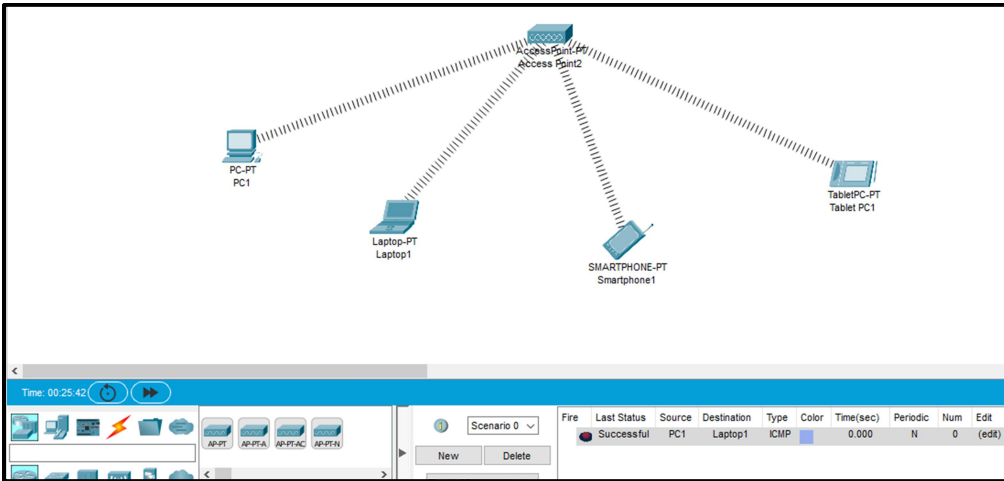 AccessPoint-PT
Access Point2
PC-PT
PC1
TabletPC-PT
Tablet PC1
Laptop-PT
Laptop1
SMARTPHONE-PT
Smartphone1
Time: 00:25:42
AP-PT AP-PT-A AP-PT-AC AP-PT-N
Scenario 0
New Delete
Fire Last Status Source Destination Type Color Time(sec) Periodic Num Edit
Successful PC1 Laptop1 ICMP 0.000 N 0 (edit)